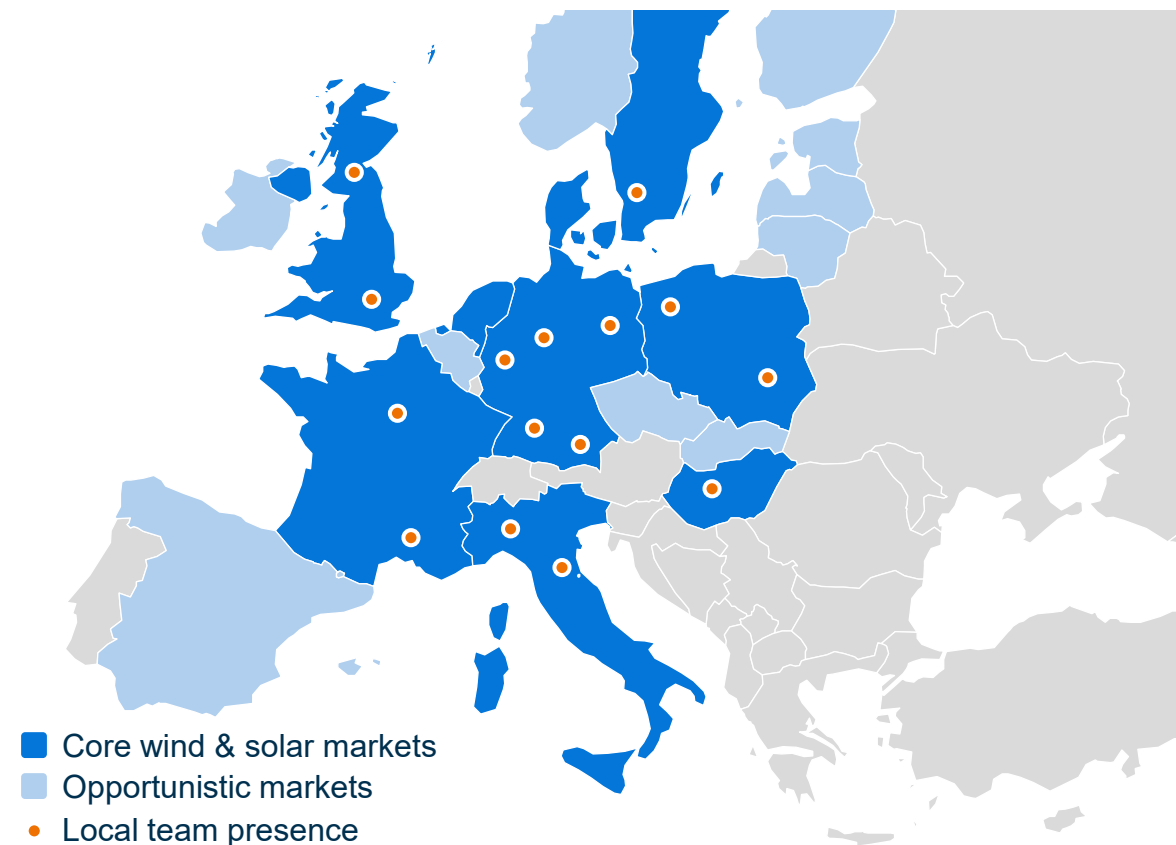 Core wind & solar markets
Opportunistic markets
Local team presence